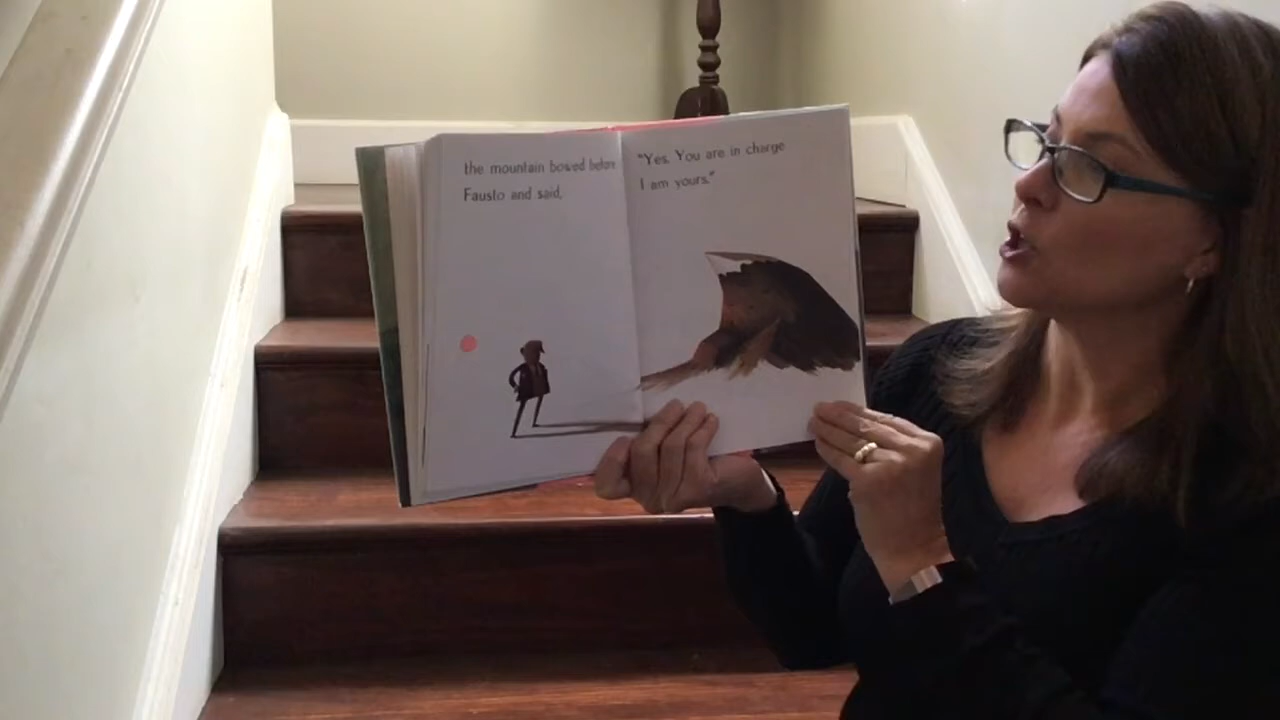 the mountain bowed before
Fausto and said,
"Yes. You are in charge
I am yours."